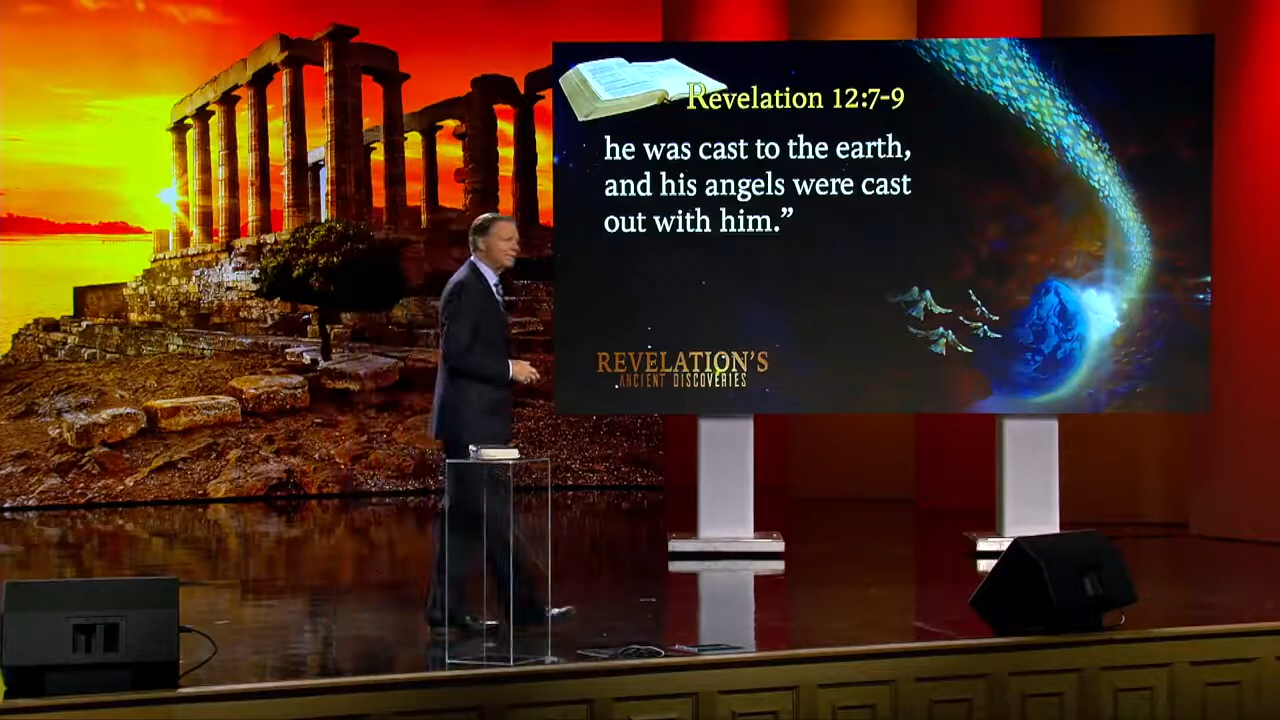 Revelation 12:7-9
he was cast to the earth,
and his angels were cast
out with him.”
REVELATION'S
ANCIENT DISCOVERIES